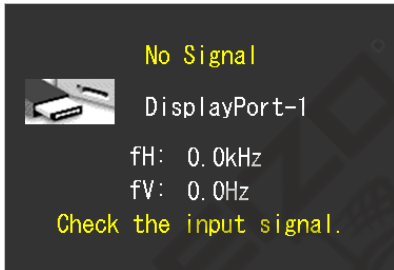 No Signal
DisplayPort-1
fH: 0.0kHz
fV: 0.0Hz
Check the input signal.